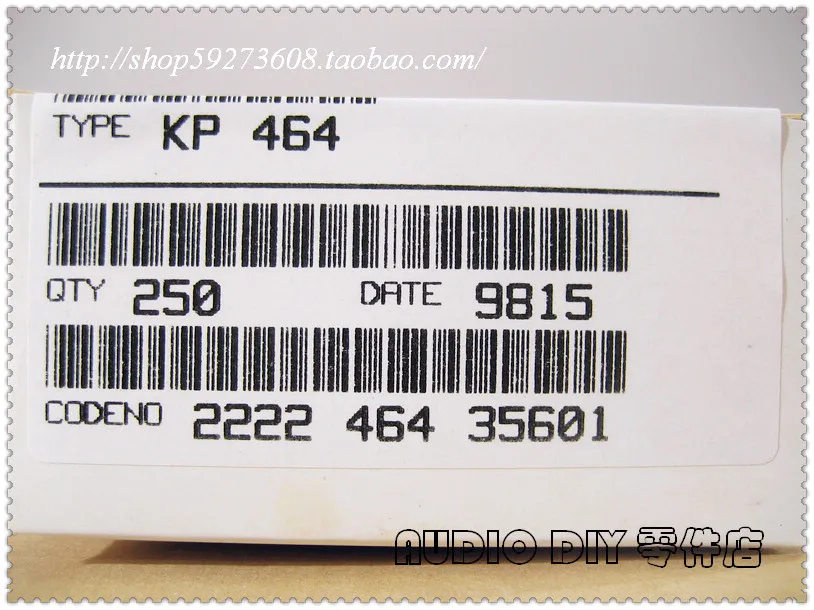 http://shop59273608.taobao.com/
TYPE KP 464
QTY 250 DATE 9815
CODENO 2222 464 35601
AUDIO DIY 零件店